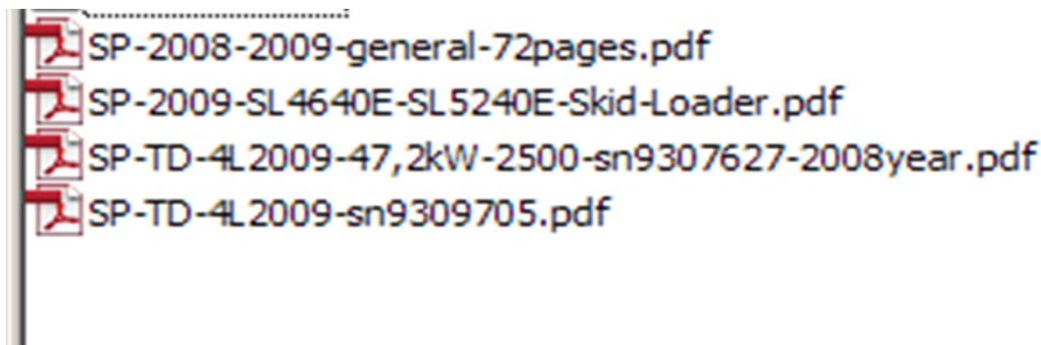 SP-2008-2009-general-72pages.pdf
SP-2009-SL4640E-SL5240E-Skid-Loader.pdf
SP-TD-4L2009-47,2kW-2500-sn9307627-2008year.pdf
SP-TD-4L2009-sn9309705.pdf